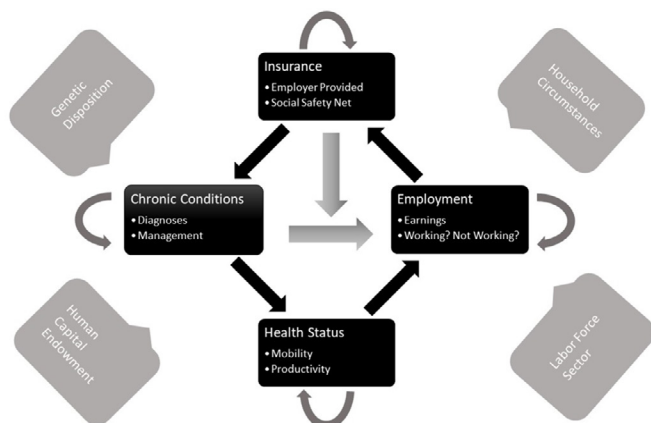 Insurance
• Employer Provided
• Social Safety Net
Genetic
Disposition
Household
Circumstances
Chronic Conditions
• Diagnoses
• Management
Employment
• Earnings
• Working? Not Working?
Health Status
• Mobility
• Productivity
Human
Capital
Endowment
Labor Force
Sector